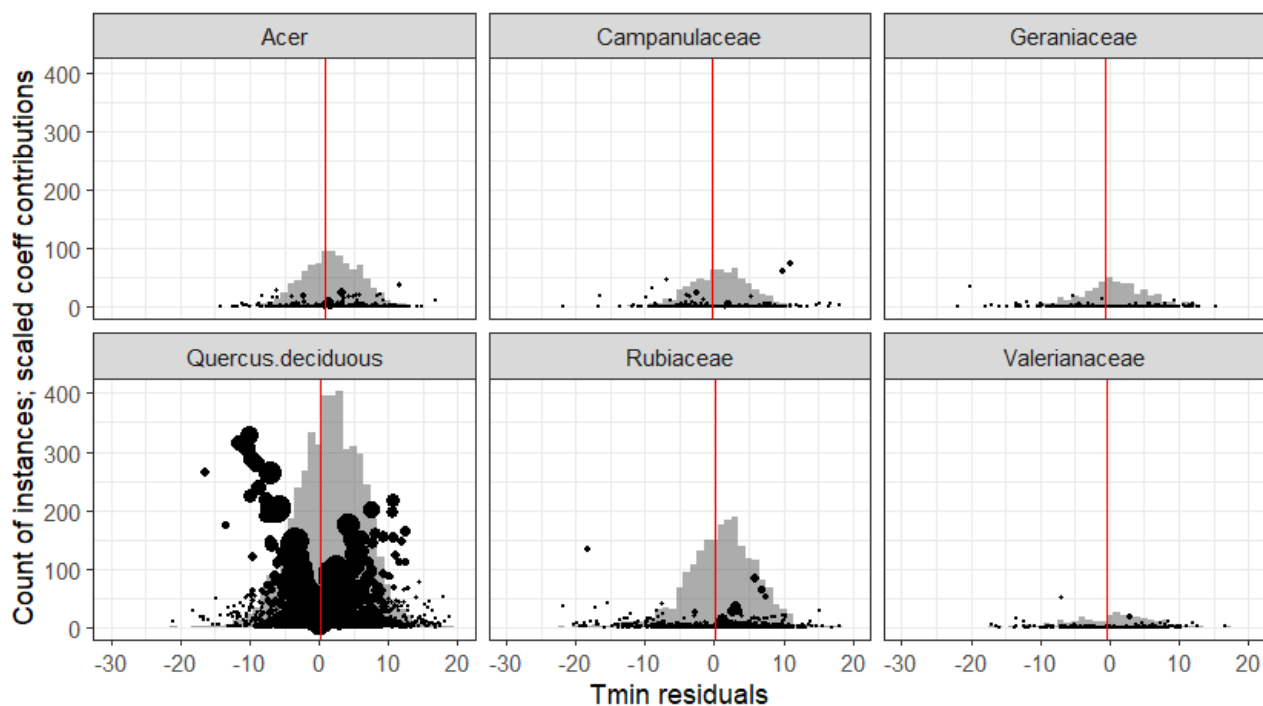 Acer
Campanulaceae
Geraniaceae
400
300
200
100
0
Quercus.deciduous
Rubiaceae
Valerianaceae
400
300
200
100
0
-30 -20 -10 0 10 20
-30 -20 -10 0 10 20
-30 -20 -10 0 10 20
Tmin residuals
Count of instances; scaled coeff contributions